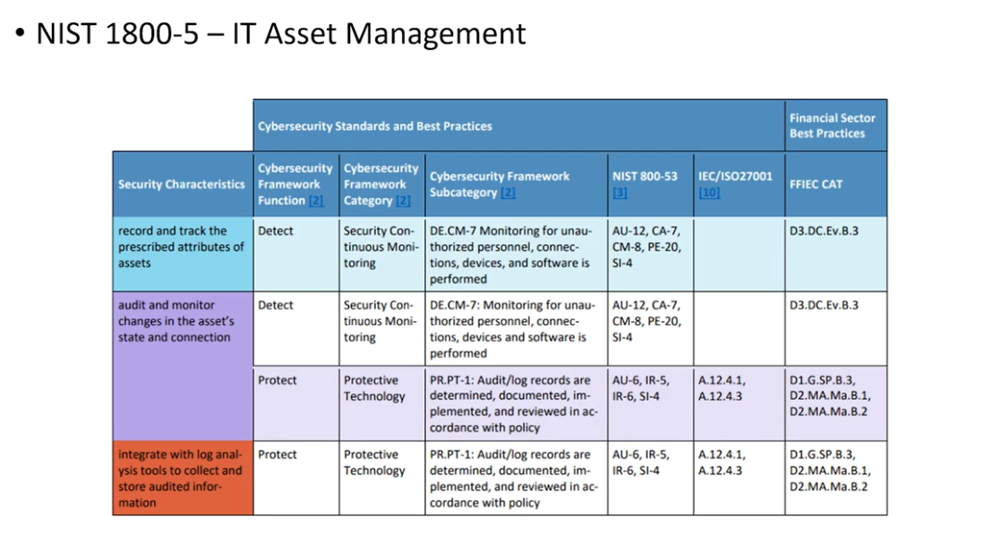 • NIST 1800-5 – IT Asset Management
Cybersecurity Standards and Best Practices
Financial Sector
Best Practices
Security Characteristics
Cybersecurity
Framework
Function [2]
Cybersecurity
Framework
Category [2]
Cybersecurity Framework
Subcategory [2]
NIST 800-53
[3]
IEC/ISO27001
[10]
FFIEC CAT
record and track the
prescribed attributes of
assets
Detect
Security Con-
tinuous Moni-
toring
DE.CM-7 Monitoring for unau-
thorized personnel, connec-
tions, devices, and software is
performed
AU-12, CA-7,
CM-8, PE-20,
SI-4
D3.DC.Ev.B.3
audit and monitor
changes in the asset’s
state and connection
Detect
Security Con-
tinuous Moni-
toring
DE.CM-7: Monitoring for unau-
thorized personnel, connec-
tions, devices and software is
performed
AU-12, CA-7,
CM-8, PE-20,
SI-4
D3.DC.Ev.B.3
Protect
Protective
Technology
PR.PT-1: Audit/log records are
determined, documented, im-
plemented, and reviewed in ac-
cordance with policy
AU-6, IR-5,
IR-6, SI-4
A.12.4.1,
A.12.4.3
D1.G.SP.B.3,
D2.MA.Ma.B.1,
D2.MA.Ma.B.2
integrate with log anal-
ysis tools to collect and
store audited infor-
mation
Protect
Protective
Technology
PR.PT-1: Audit/log records are
determined, documented, im-
plemented, and reviewed in ac-
cordance with policy
AU-6, IR-5,
IR-6, SI-4
A.12.4.1,
A.12.4.3
D1.G.SP.B.3,
D2.MA.Ma.B.1,
D2.MA.Ma.B.2